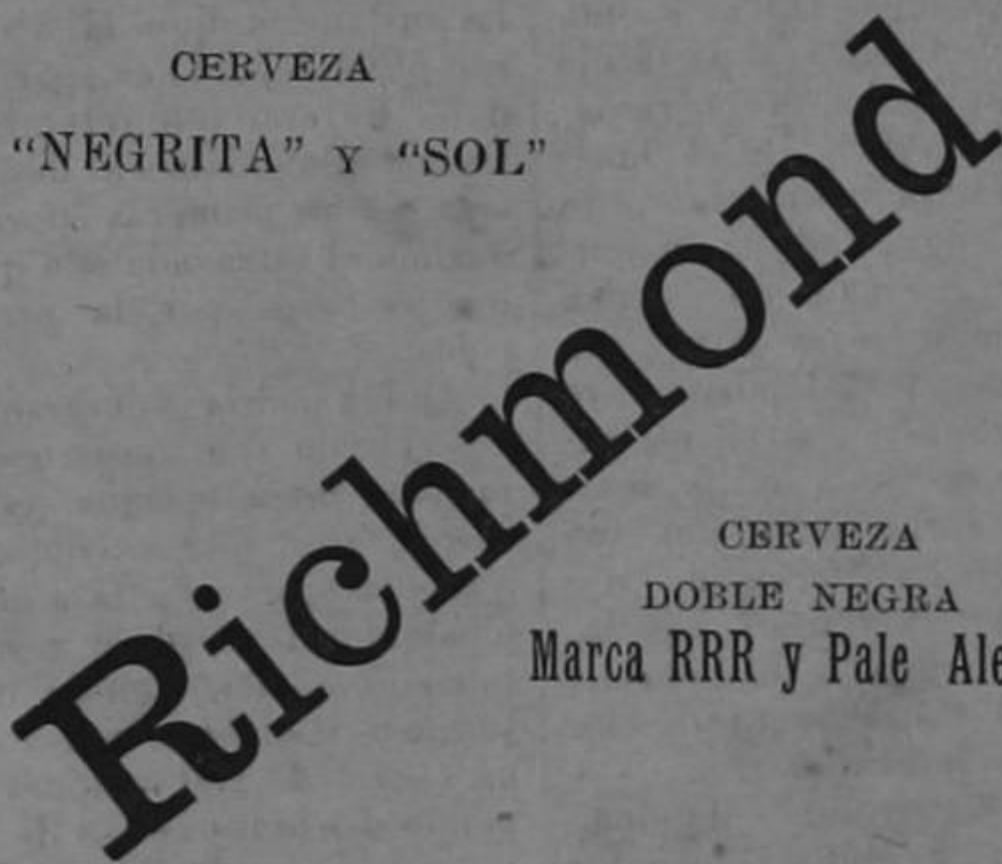 CERVEZA
“NEGRITA” Y “SOL”
Richmond
CERVEZA
DOBLE NEGRA
Marca RRR y Pale Ale